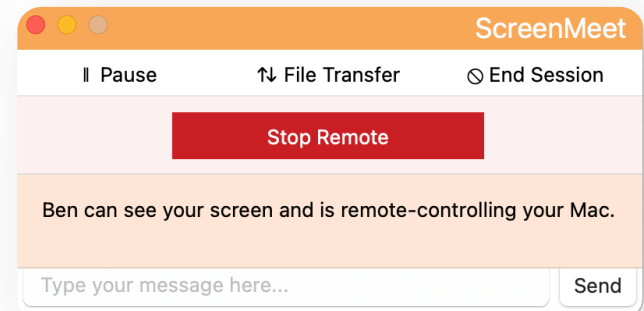 ScreenMeet
Pause
File Transfer
End Session
Stop Remote
Ben can see your screen and is remote-controlling your Mac.
Type your message here...
Send